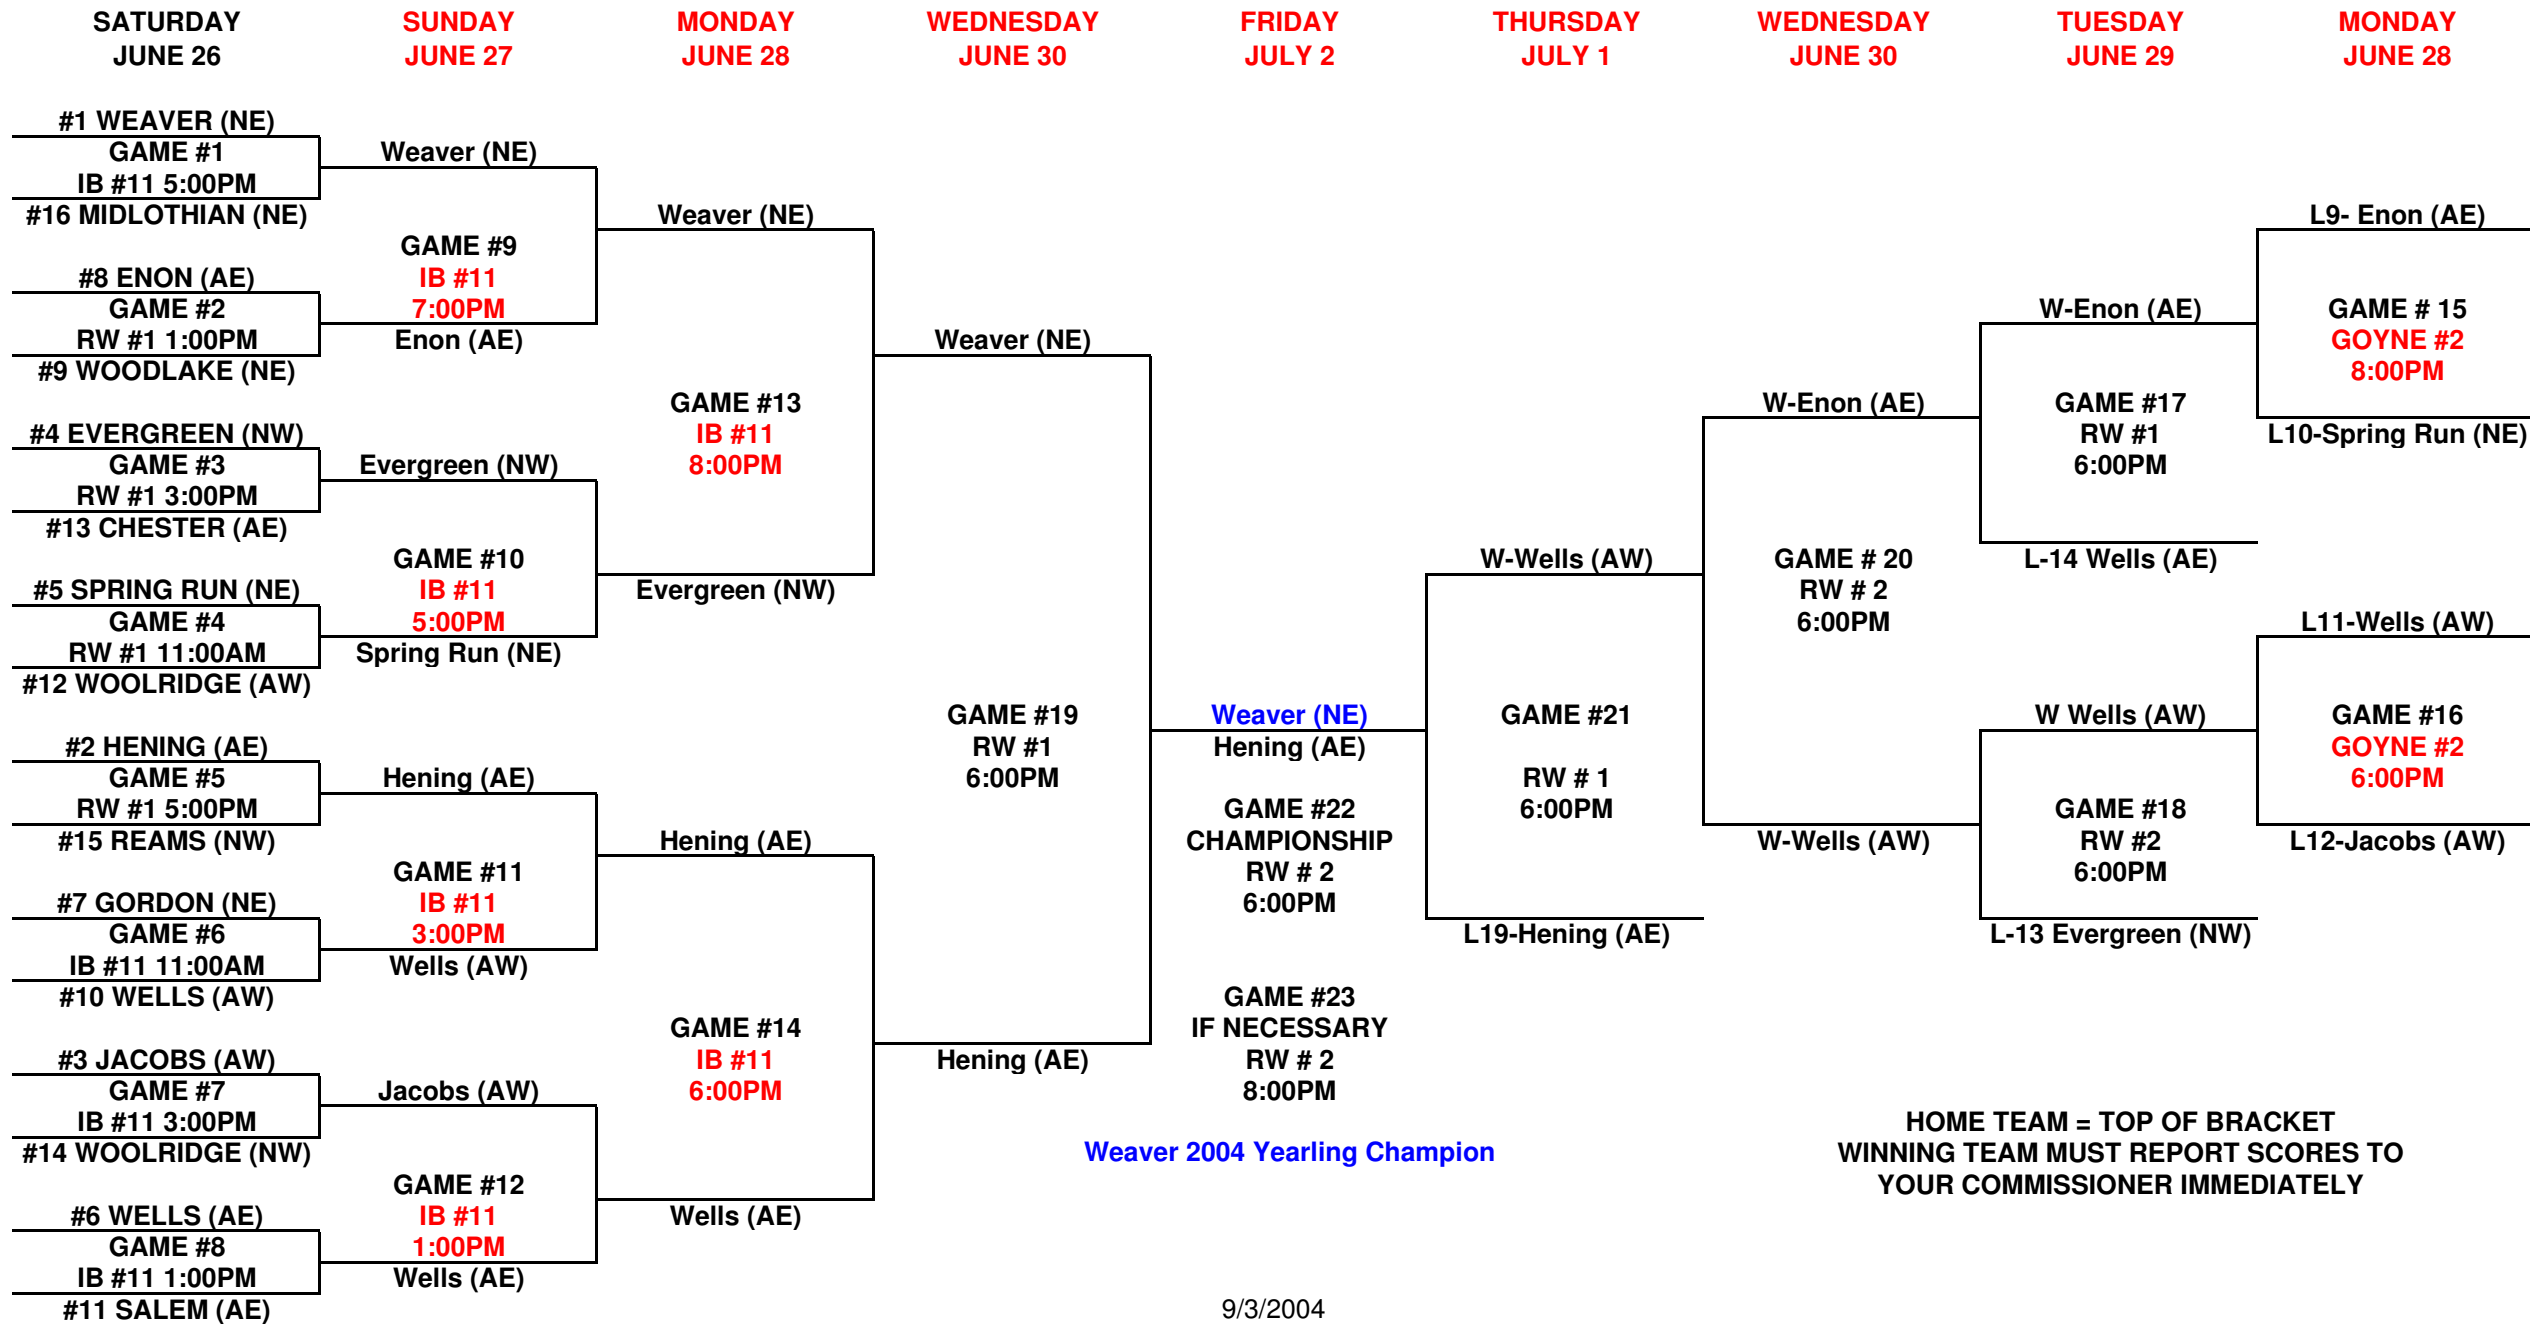 SATURDAY
JUNE 26
SUNDAY
JUNE 27
MONDAY
JUNE 28
WEDNESDAY
JUNE 30
FRIDAY
JULY 2
THURSDAY
JULY 1
WEDNESDAY
JUNE 30
TUESDAY
JUNE 29
MONDAY
JUNE 28
#1 WEAVER (NE)
GAME #1
IB #11 5:00PM
#16 MIDLOTHIAN (NE)
#8 ENON (AE)
GAME #2
RW #1 1:00PM
#9 WOODLAKE (NE)
#4 EVERGREEN (NW)
GAME #3
RW #1 3:00PM
#13 CHESTER (AE)
#5 SPRING RUN (NE)
GAME #4
RW #1 11:00AM
#12 WOOLRIDGE (AW)
#2 HENING (AE)
GAME #5
RW #1 5:00PM
#15 REAMS (NW)
#7 GORDON (NE)
GAME #6
IB #11 11:00AM
#10 WELLS (AW)
#3 JACOBS (AW)
GAME #7
IB #11 3:00PM
#14 WOOLRIDGE (NW)
#6 WELLS (AE)
GAME #8
IB #11 1:00PM
#11 SALEM (AE)
Weaver (NE)
GAME #9
IB #11
7:00PM
Enon (AE)
Evergreen (NW)
GAME #10
IB #11
5:00PM
Spring Run (NE)
Hening (AE)
GAME #11
IB #11
3:00PM
Wells (AW)
Jacobs (AW)
GAME #12
IB #11
1:00PM
Wells (AE)
Weaver (NE)
GAME #13
IB #11
8:00PM
Evergreen (NW)
Hening (AE)
GAME #14
IB #11
6:00PM
Wells (AE)
Weaver (NE)
GAME #19
RW #1
6:00PM
Hening (AE)
Weaver (NE)
Hening (AE)
GAME #22
CHAMPIONSHIP
RW # 2
6:00PM
GAME #23
IF NECESSARY
RW # 2
8:00PM
Weaver 2004 Yearling Champion
W-Wells (AW)
GAME #21
RW # 1
6:00PM
L19-Hening (AE)
W-Enon (AE)
GAME # 20
RW # 2
6:00PM
W-Wells (AW)
W-Enon (AE)
GAME #17
RW #1
6:00PM
L-14 Wells (AE)
W Wells (AW)
GAME #18
RW #2
6:00PM
L-13 Evergreen (NW)
L9- Enon (AE)
GAME # 15
GOYNE #2
8:00PM
L10-Spring Run (NE)
L11-Wells (AW)
GAME #16
GOYNE #2
6:00PM
L12-Jacobs (AW)
HOME TEAM = TOP OF BRACKET
WINNING TEAM MUST REPORT SCORES TO
YOUR COMMISSIONER IMMEDIATELY
9/3/2004